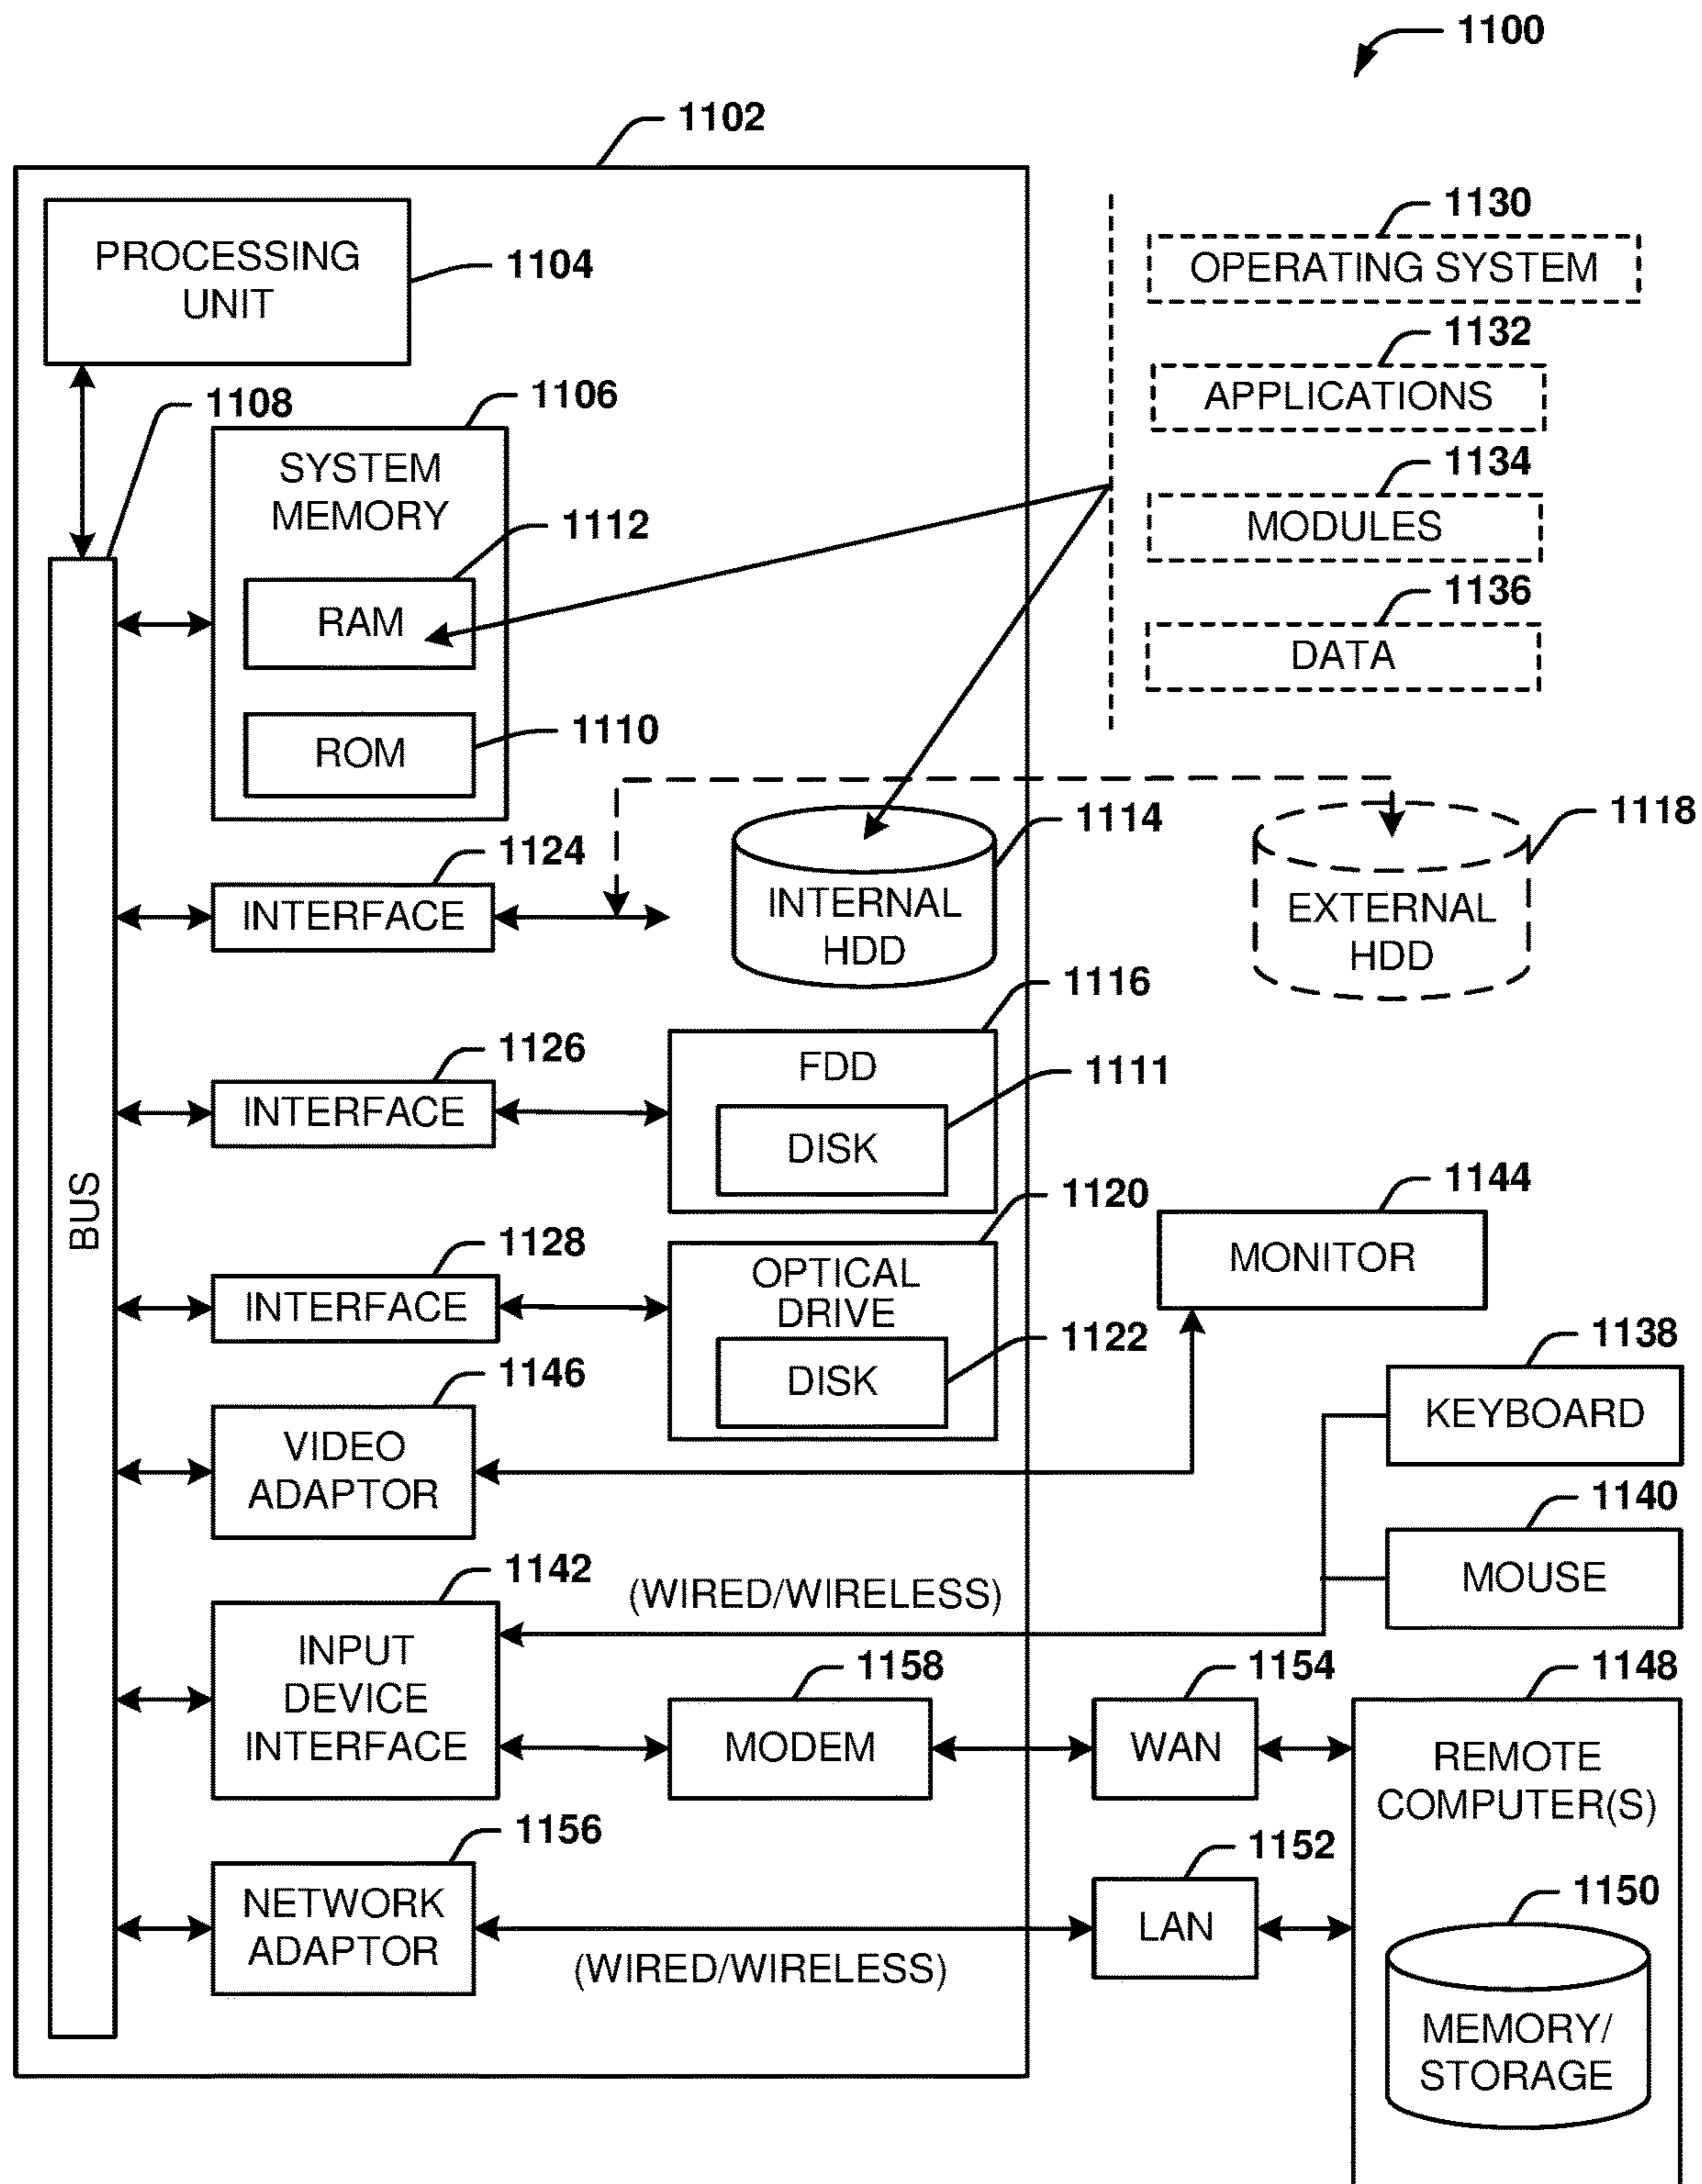 1100
1102
PROCESSING
UNIT
1104
1130
OPERATING SYSTEM
1132
APPLICATIONS
1134
MODULES
1136
DATA
1108
1106
SYSTEM
MEMORY
1112
RAM
1110
ROM
1114
INTERNAL
HDD
1118
EXTERNAL
HDD
1124
INTERFACE
1116
FDD
1111
DISK
1126
INTERFACE
BUS
1120
OPTICAL
DRIVE
1122
DISK
1128
INTERFACE
1144
MONITOR
1146
VIDEO
ADAPTOR
1138
KEYBOARD
1140
MOUSE
1142
INPUT
DEVICE
INTERFACE
(WIRED/WIRELESS)
1158
MODEM
1154
WAN
1148
REMOTE
COMPUTER(S)
1156
NETWORK
ADAPTOR
(WIRED/WIRELESS)
1152
LAN
1150
MEMORY/
STORAGE